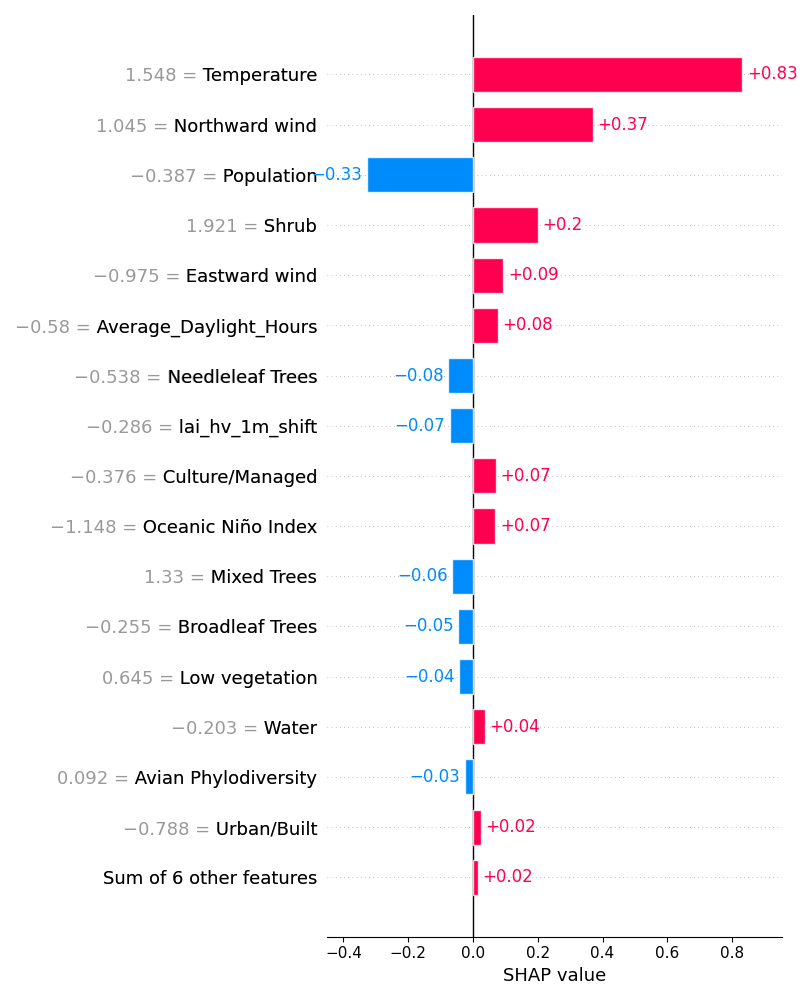 1.548 = Temperature +0.83
1.045 = Northward wind +0.37
−0.387 = Population −0.33
1.921 = Shrub +0.2
−0.975 = Eastward wind +0.09
−0.58 = Average_Daylight_Hours +0.08
−0.538 = Needleleaf Trees −0.08
−0.286 = lai_hv_1m_shift −0.07
−0.376 = Culture/Managed +0.07
−1.148 = Oceanic Niño Index +0.07
1.33 = Mixed Trees −0.06
−0.255 = Broadleaf Trees −0.05
0.645 = Low vegetation −0.04
−0.203 = Water +0.04
0.092 = Avian Phylodiversity −0.03
−0.788 = Urban/Built +0.02
Sum of 6 other features +0.02
−0.4 −0.2 0.0 0.2 0.4 0.6 0.8
SHAP value